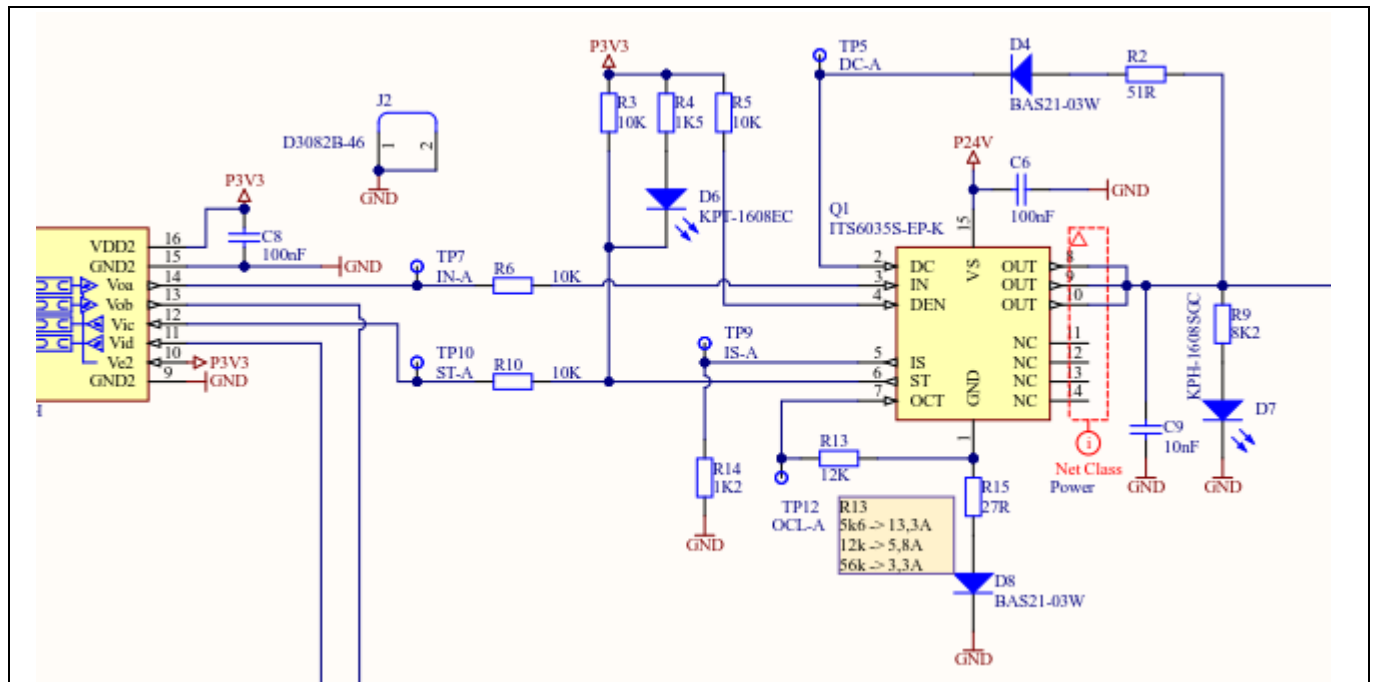 J2
D3082B-46
1
2
GND
P3V3
C8
100nF
GND
VDD2
GND2
Voa
Vob
Vic
Vid
Ve2
GND2
16
15
14
13
12
11
10
9
P3V3
GND
TP7
IN-A
R6
10K
TP10
ST-A
R10
10K
P3V3
R3
10K
R4
1K5
R5
10K
D6
KPT-1608EC
TP9
IS-A
R14
1K2
GND
TP5
DC-A
D4
BAS21-03W
R2
51R
P24V
C6
100nF
GND
Q1
ITS6035S-EP-K
15
VS
2
DC
3
IN
4
DEN
5
IS
6
ST
7
OCT
GND
1
OUT
8
OUT
9
OUT
10
NC
11
NC
12
NC
13
NC
14
i
Net Class
Power
KPH-1608SGC
R9
8K2
D7
C9
10nF
GND
GND
R13
12K
TP12
OCL-A
R13
5k6 -> 13,3A
12k -> 5,8A
56k -> 3,3A
R15
27R
D8
BAS21-03W
GND